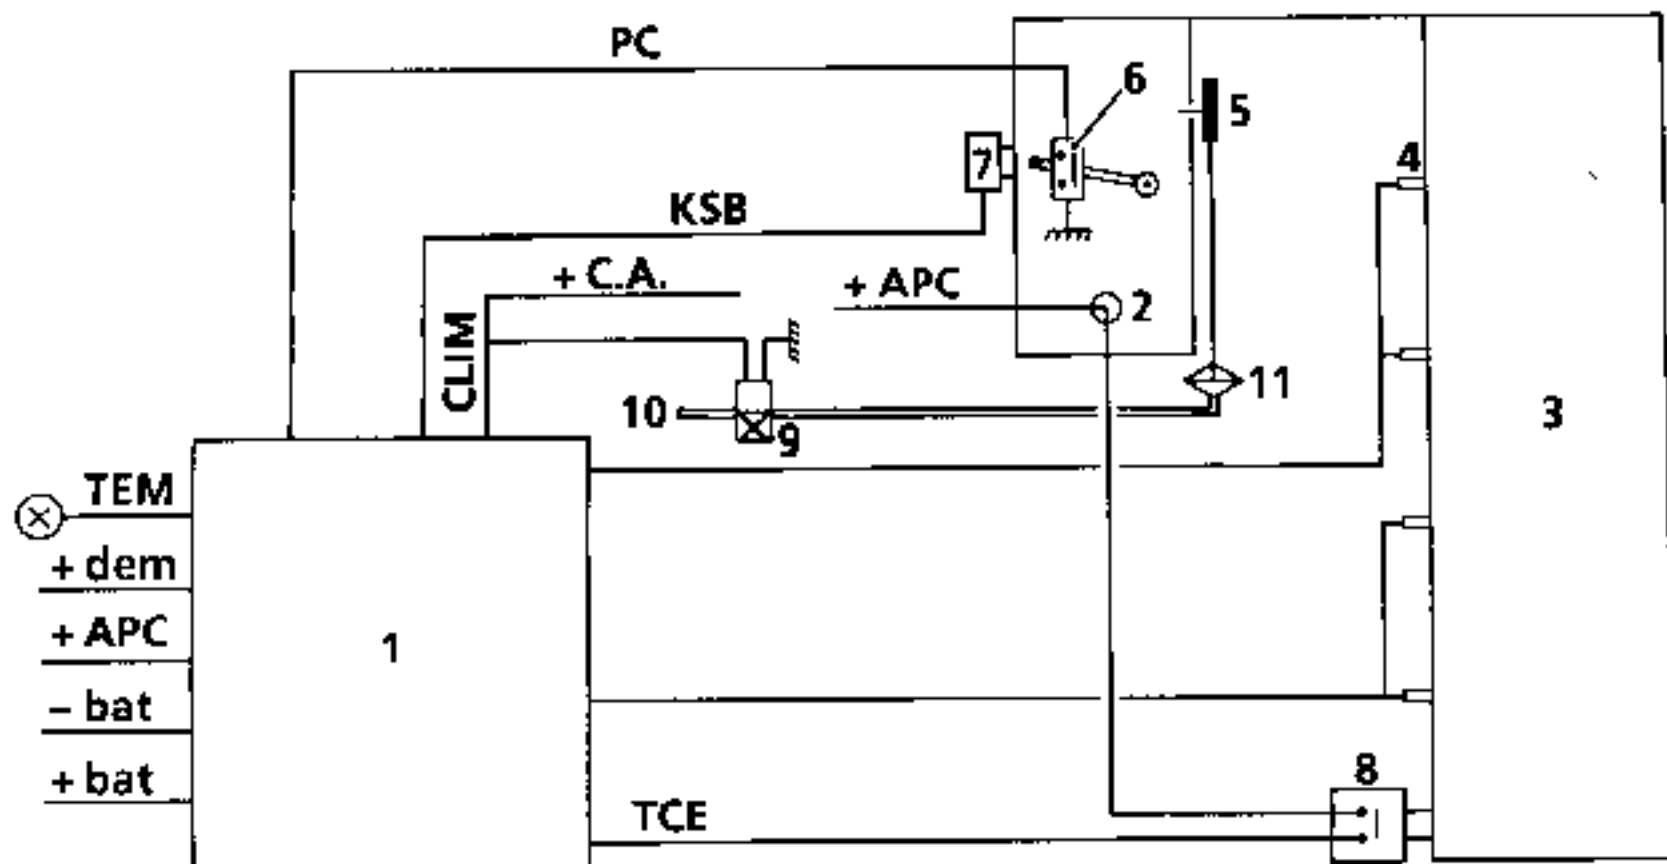 PC
6
5
7
4
KSB
+ C.A.
+ APC
2
CLIM
11
10
9
3
TEM
+ dem
+ APC
1
– bat
+ bat
8
TCE